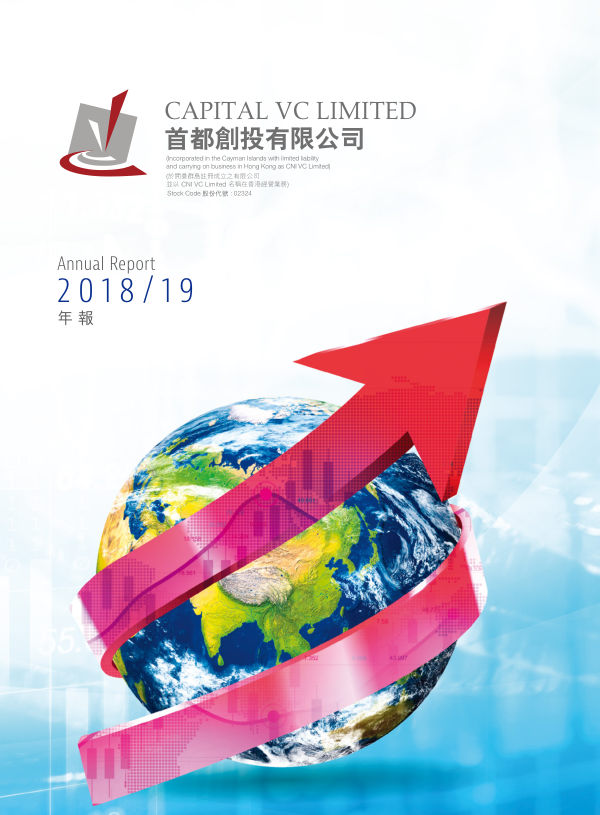 CAPITAL VC LIMITED
首都創投有限公司
(Incorporated in the Cayman Islands with limited liability
and carrying on business in Hong Kong as CNI VC Limited)
(於開曼群島註冊成立之有限公司
並以 CNI VC Limited 名稱在香港經營業務)
Stock Code 股份代號 : 02324
Annual Report
2018/19
年報